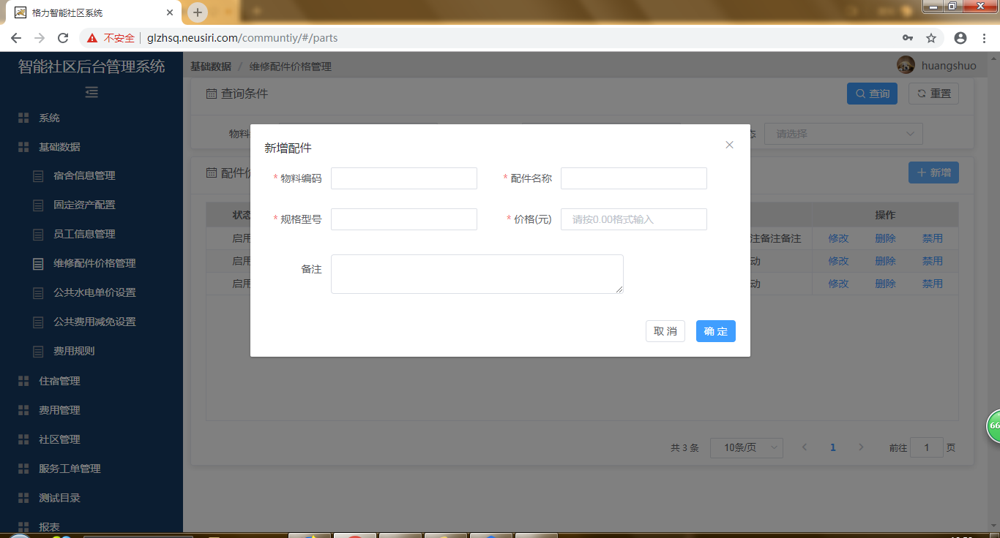 格力智能社区系统
不安全 glzhsq.neusiri.com/communtiy/#/parts
智能社区后台管理系统
系统
基础数据
宿舍信息管理
固定资产配置
员工信息管理
维修配件价格管理
公共水电单价设置
公共费用减免设置
费用规则
住宿管理
费用管理
社区管理
服务工单管理
测试目录
报表
基础数据 / 维修配件价格管理
huangshuo
查询条件
查询
重置
物料
态
请选择
配件价
新增
状态
操作
启用
注备注备注
修改 删除 禁用
启用
动
修改 删除 禁用
启用
动
修改 删除 禁用
共 3 条
10条/页
1
前往 1 页
新增配件
* 物料编码
* 配件名称
* 规格型号
* 价格(元)
请按0.00格式输入
备注
取 消
确 定
66